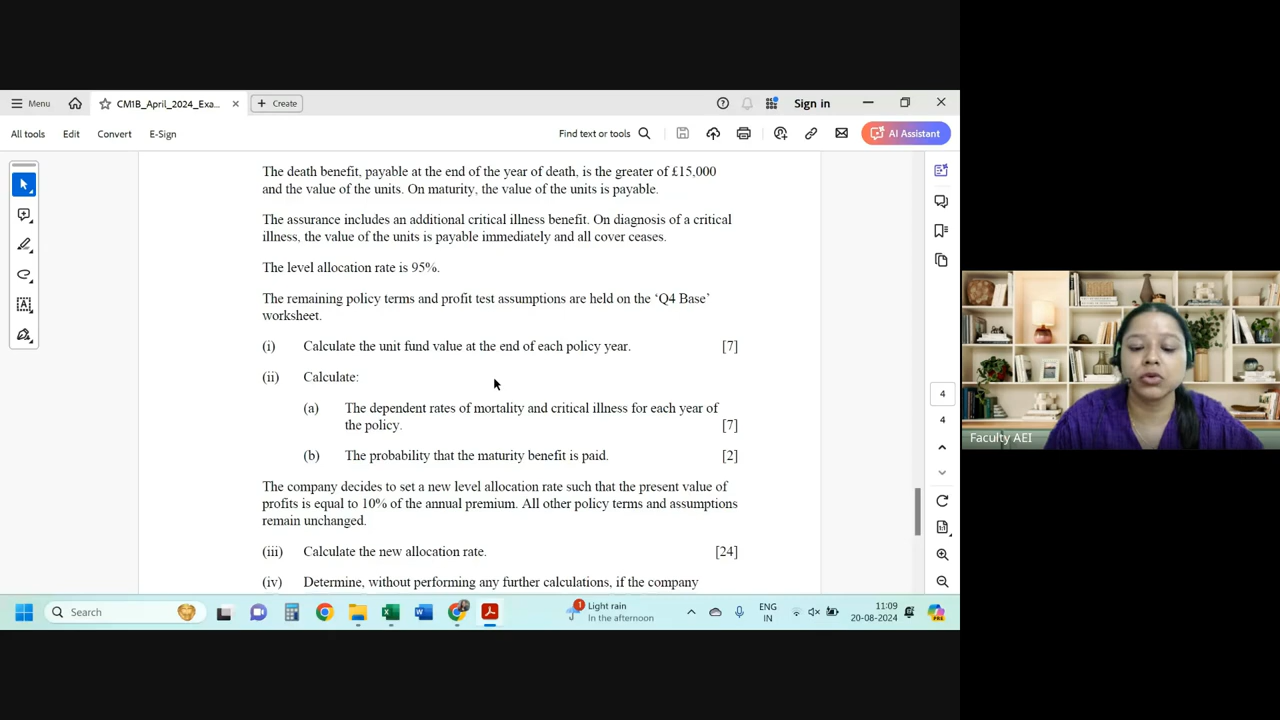 Menu
CM1B_April_2024_Exa...
Create
Sign in
All tools
Edit
Convert
E-Sign
Find text or tools
AI Assistant
The death benefit, payable at the end of the year of death, is the greater of £15,000
and the value of the units. On maturity, the value of the units is payable.
The assurance includes an additional critical illness benefit. On diagnosis of a critical
illness, the value of the units is payable immediately and all cover ceases.
The level allocation rate is 95%.
The remaining policy terms and profit test assumptions are held on the ‘Q4 Base’
worksheet.
(i) Calculate the unit fund value at the end of each policy year. [7]
(ii) Calculate:
(a) The dependent rates of mortality and critical illness for each year of
the policy. [7]
(b) The probability that the maturity benefit is paid. [2]
The company decides to set a new level allocation rate such that the present value of
profits is equal to 10% of the annual premium. All other policy terms and assumptions
remain unchanged.
(iii) Calculate the new allocation rate. [24]
(iv) Determine, without performing any further calculations, if the company
4
4
Faculty AEI
Search
1
Light rain
In the afternoon
ENG
IN
11:09
20-08-2024